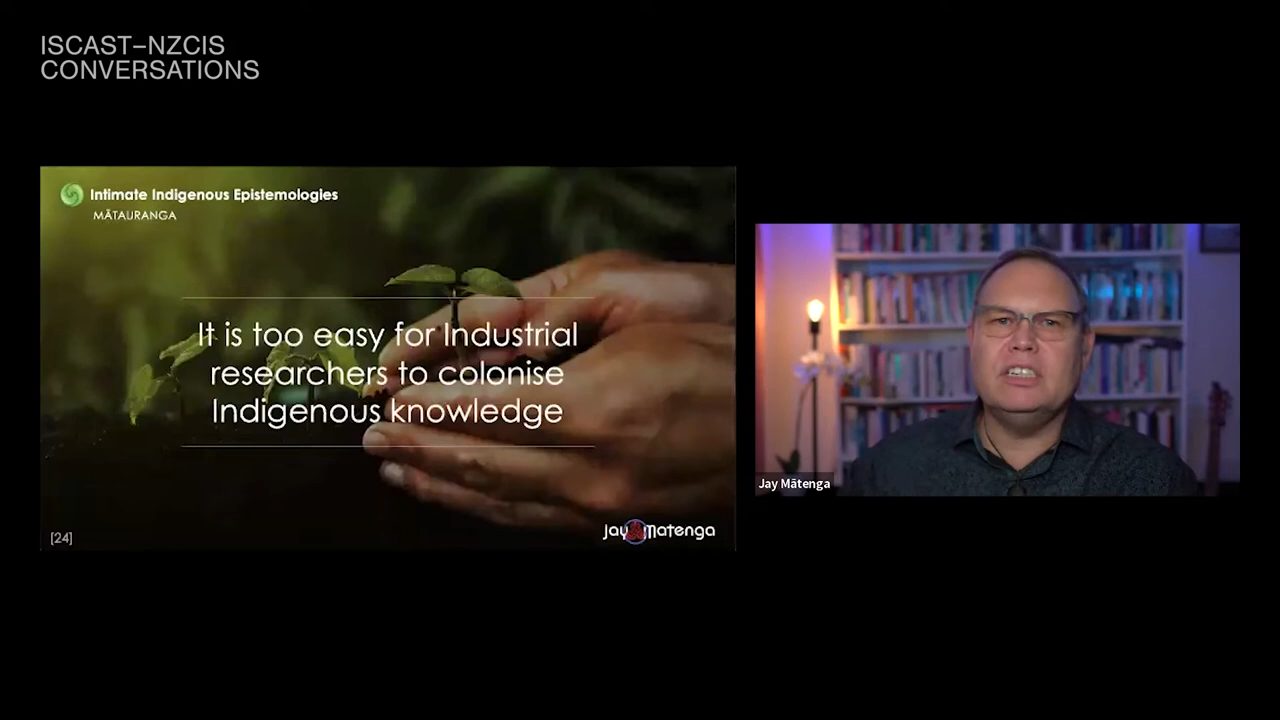 ISCAST–NZCIS
CONVERSATIONS
Intimate Indigenous Epistemologies
MĀTAURANGA
It is too easy for Industrial
researchers to colonise
Indigenous knowledge
[24]
jay matenga
Jay Mātenga